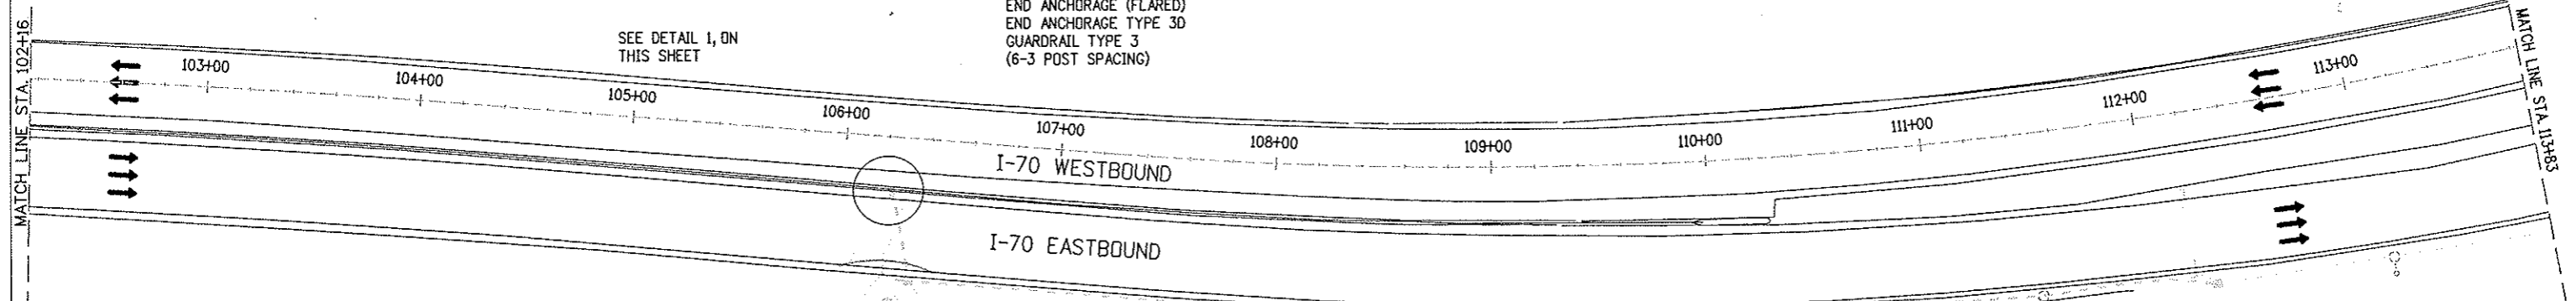 END ANCHORAGE (FLARED)
END ANCHORAGE TYPE 3D
GUARDRAIL TYPE 3
(6-3 POST SPACING)
SEE DETAIL 1, ON
THIS SHEET
MATCH LINE STA. 102+16
103+00
104+00
105+00
106+00
107+00
108+00
109+00
110+00
111+00
112+00
113+00
MATCH LINE STA. 113+83
I-70 WESTBOUND
I-70 EASTBOUND